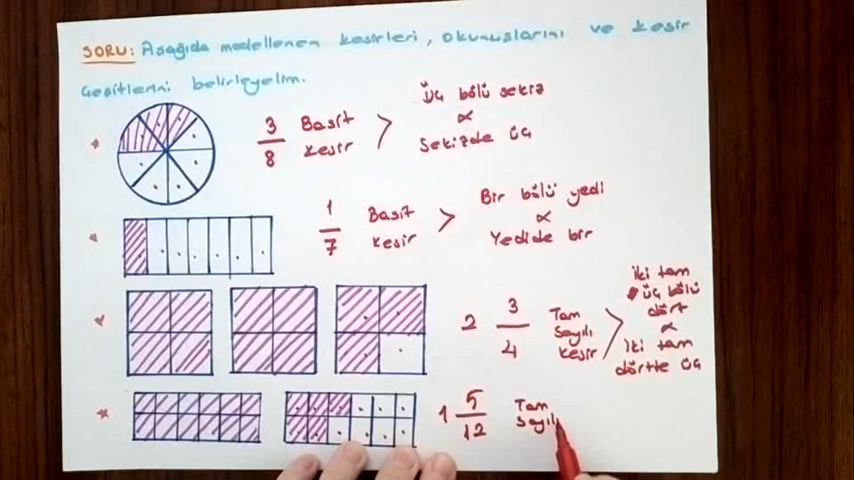 SORU: Aşağıda modellenen kesirleri, okunuşlarını ve kesir
çeşitlerini belirleyelim.
3/8 Basit kesir > üç bölü sekiz
∝
Sekizde üç
1/7 Basit kesir > Bir bölü yedi
∝
Yedide bir
2 3/4 Tam Sayılı kesir > iki tam
üç bölü
dört
∝
iki tam
dörtte üç
1 5/12 Tam
Sayılı